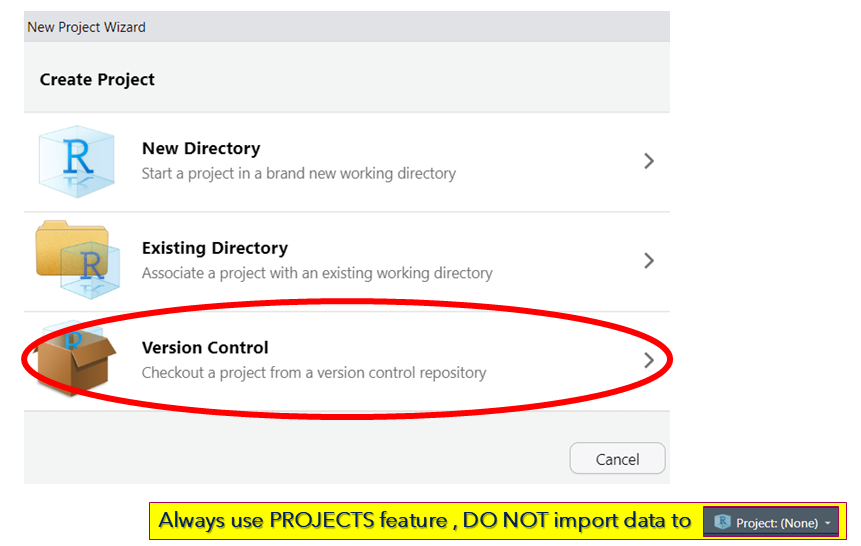 New Project Wizard
Create Project
New Directory
Start a project in a brand new working directory
Existing Directory
Associate a project with an existing working directory
Version Control
Checkout a project from a version control repository
Cancel
Always use PROJECTS feature , DO NOT import data to R Project: (None)